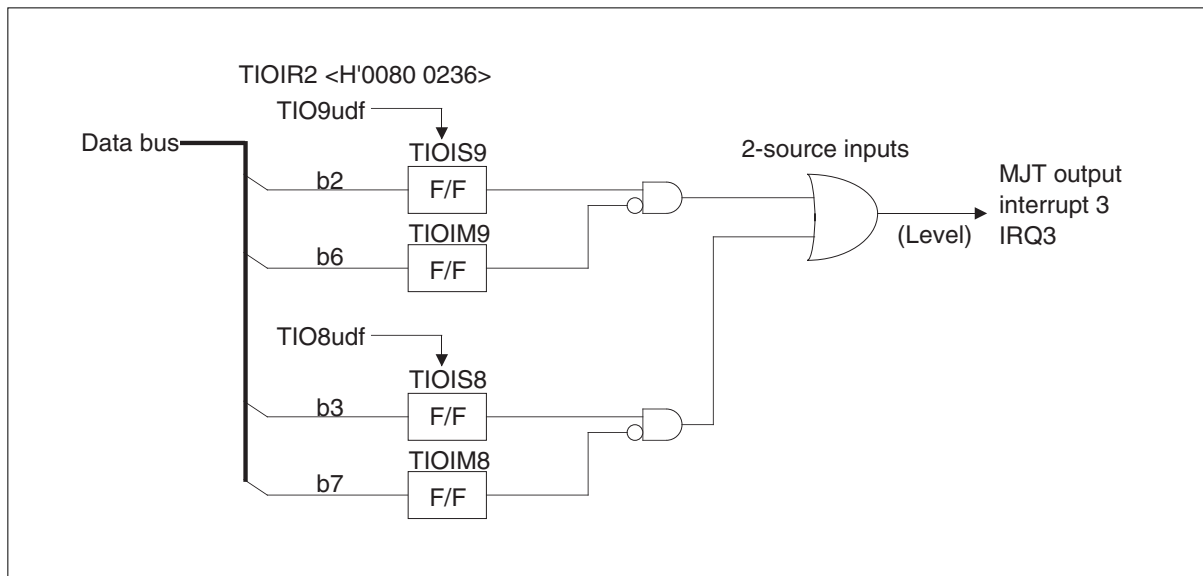 TIOIR2 <H'0080 0236>
TIO9udf
Data bus
TIOIS9
2-source inputs
b2
F/F
MJT output
interrupt 3
IRQ3
(Level)
TIOIM9
b6
F/F
TIO8udf
TIOIS8
b3
F/F
TIOIM8
b7
F/F